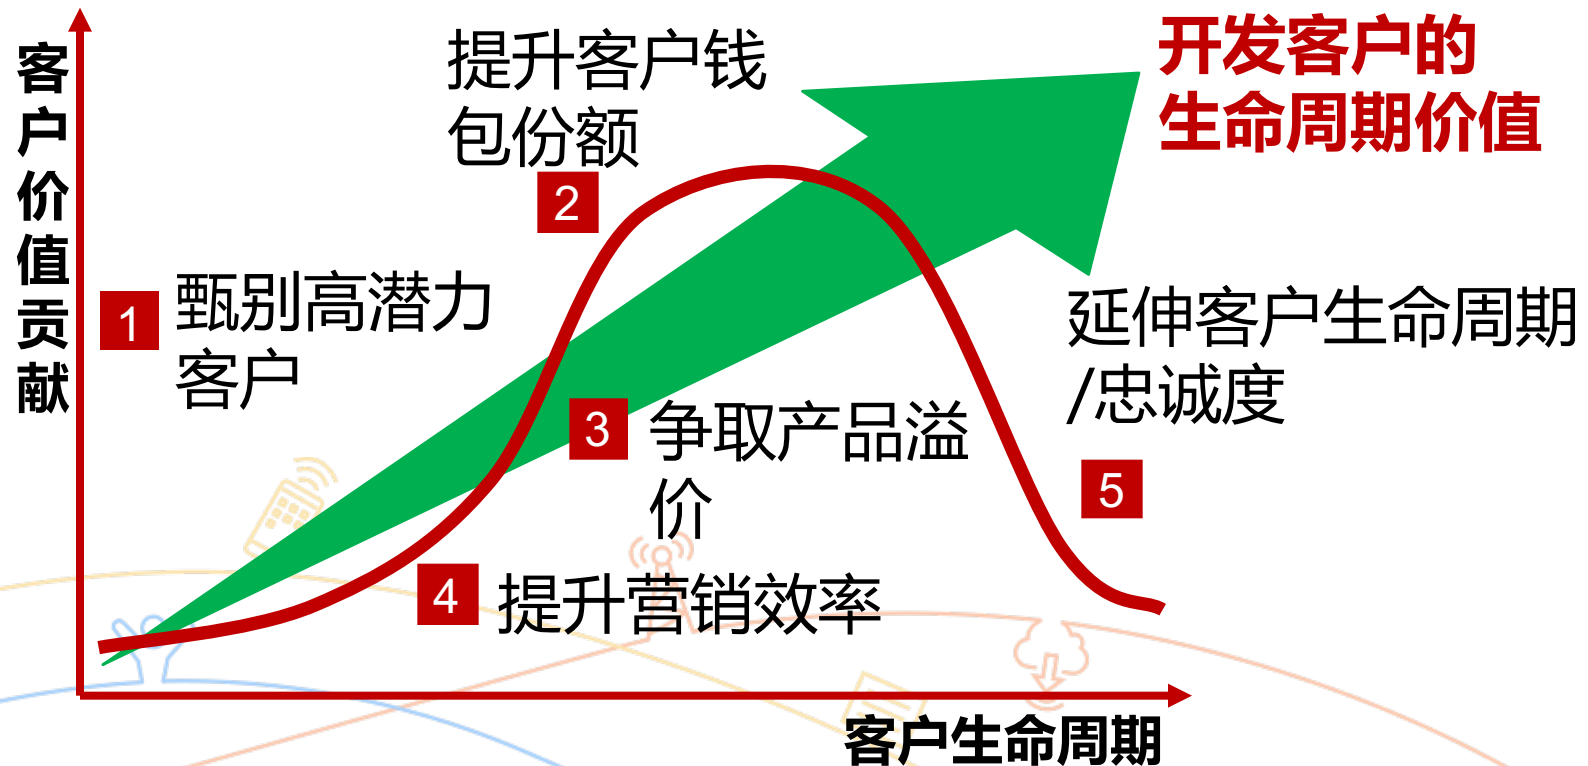 客户价值贡献
提升客户钱
包份额
开发客户的
生命周期价值
2
1
甄别高潜力
客户
延伸客户生命周期
/忠诚度
3
争取产品溢
价
5
4
提升营销效率
客户生命周期